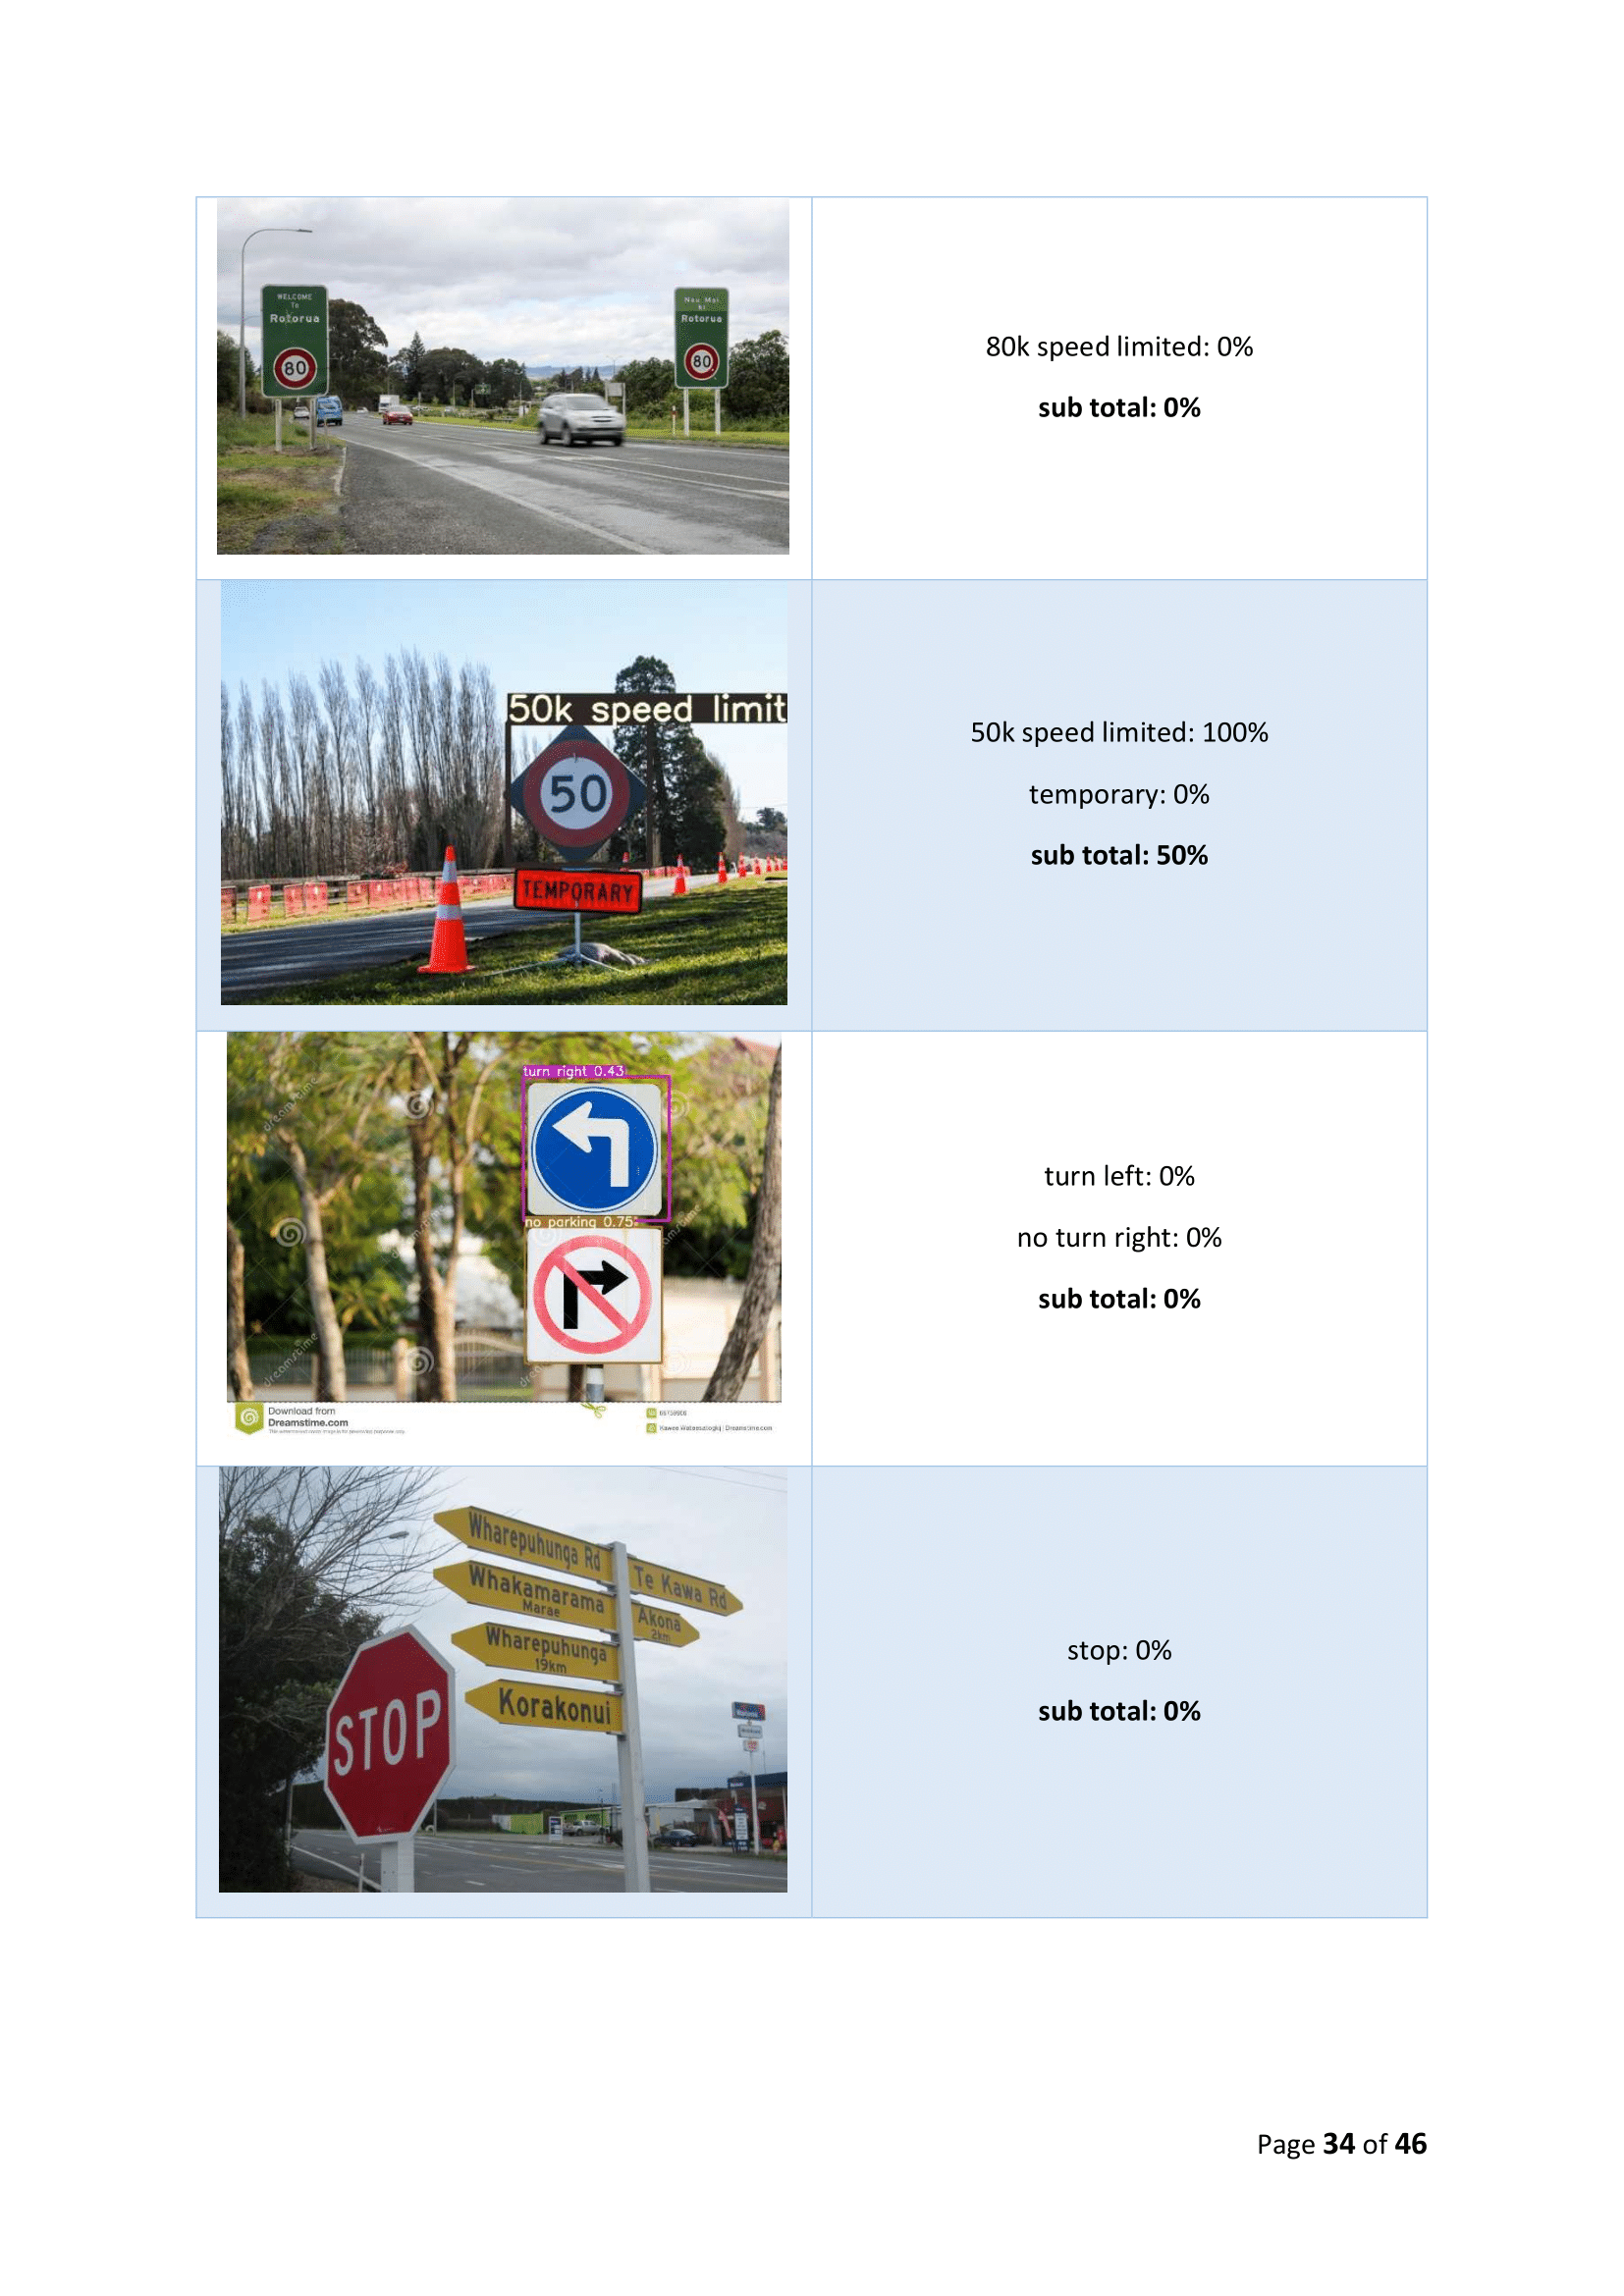 WELCOME
To
Rotorua
80
Nau Mai
ki
Rotorua
80
80k speed limited: 0%
sub total: 0%
50k speed limit
50
TEMPORARY
50k speed limited: 100%
temporary: 0%
sub total: 50%
turn right 0.43
no parking 0.75
dreamstime
Download from
Dreamstime.com
turn left: 0%
no turn right: 0%
sub total: 0%
Wharepuhunga Rd
Te Kawa Rd
Whakamarama
Marae
Akona
2km
Wharepuhunga
19km
Korakonui
STOP
stop: 0%
sub total: 0%
Page 34 of 46